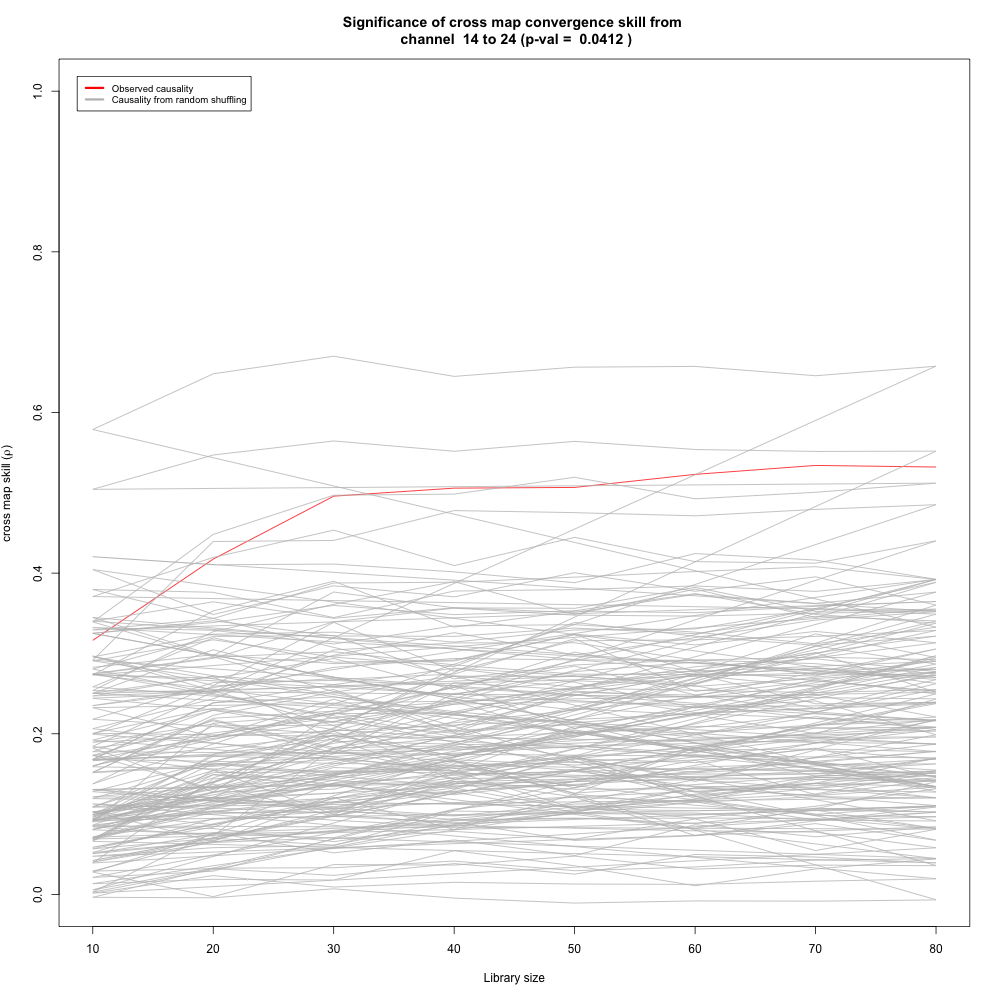 Significance of cross map convergence skill from
channel  14 to 24 (p-val =  0.0412 )
Observed causality
Causality from random shuffling
1.0
0.8
0.6
0.4
0.2
0.0
cross map skill (ρ)
10 20 30 40 50 60 70 80
Library size